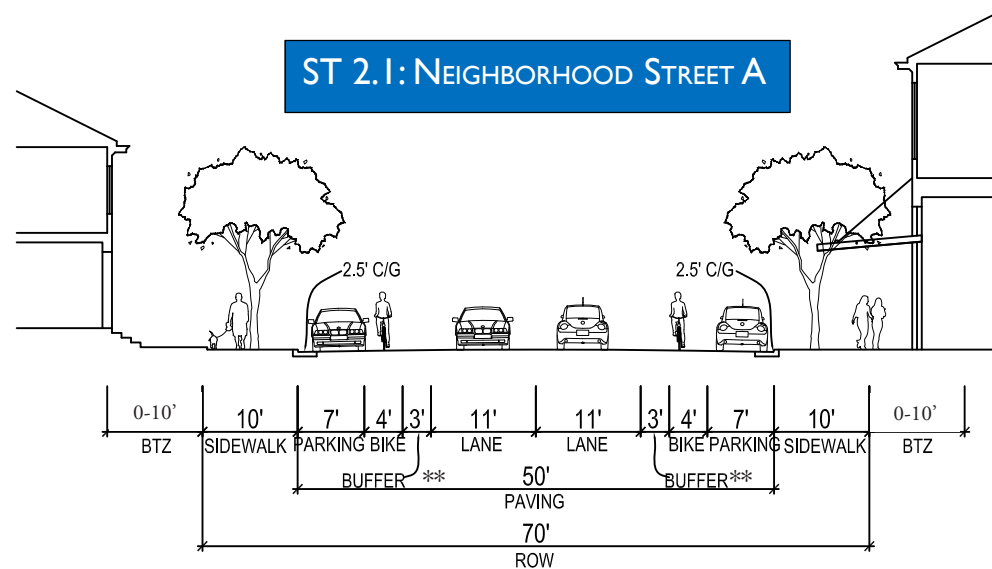 ST 2.1: NEIGHBORHOOD STREET A
2.5' C/G 2.5' C/G
0-10’ 10' 7' 4' 3' 11' 11' 3' 4' 7' 10' 0-10’
BTZ SIDEWALK PARKING BIKE LANE LANE BIKE PARKING SIDEWALK BTZ
BUFFER ** 50' BUFFER**
PAVING
70'
ROW